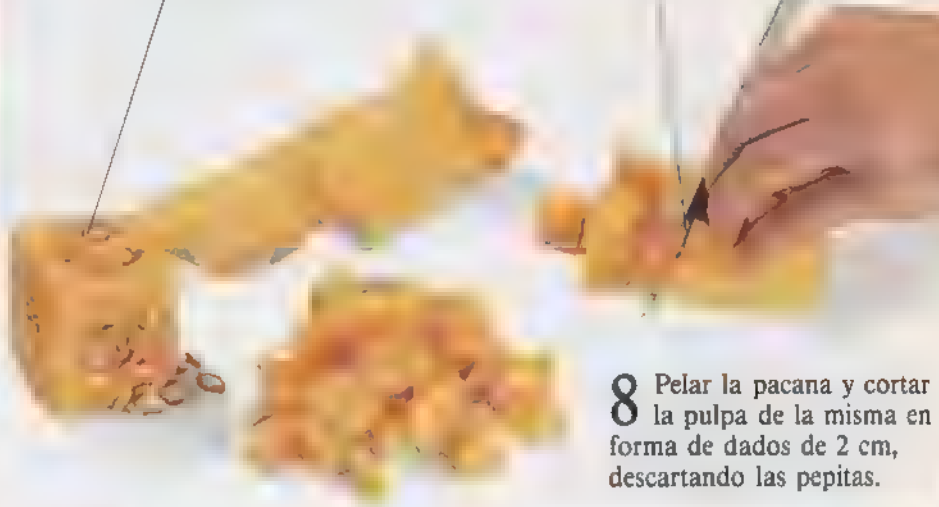 8 Pelar la pacana y cortar
la pulpa de la misma en
forma de dados de 2 cm,
descartando las pepitas.